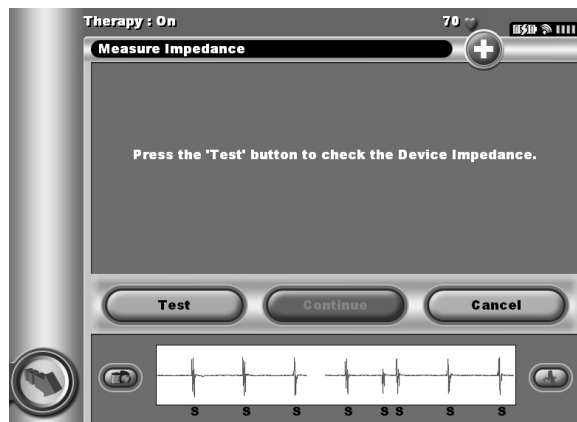 Therapy : On
70
Measure Impedance
Press the 'Test' button to check the Device Impedance.
Test
Continue
Cancel
S S S S S S S S